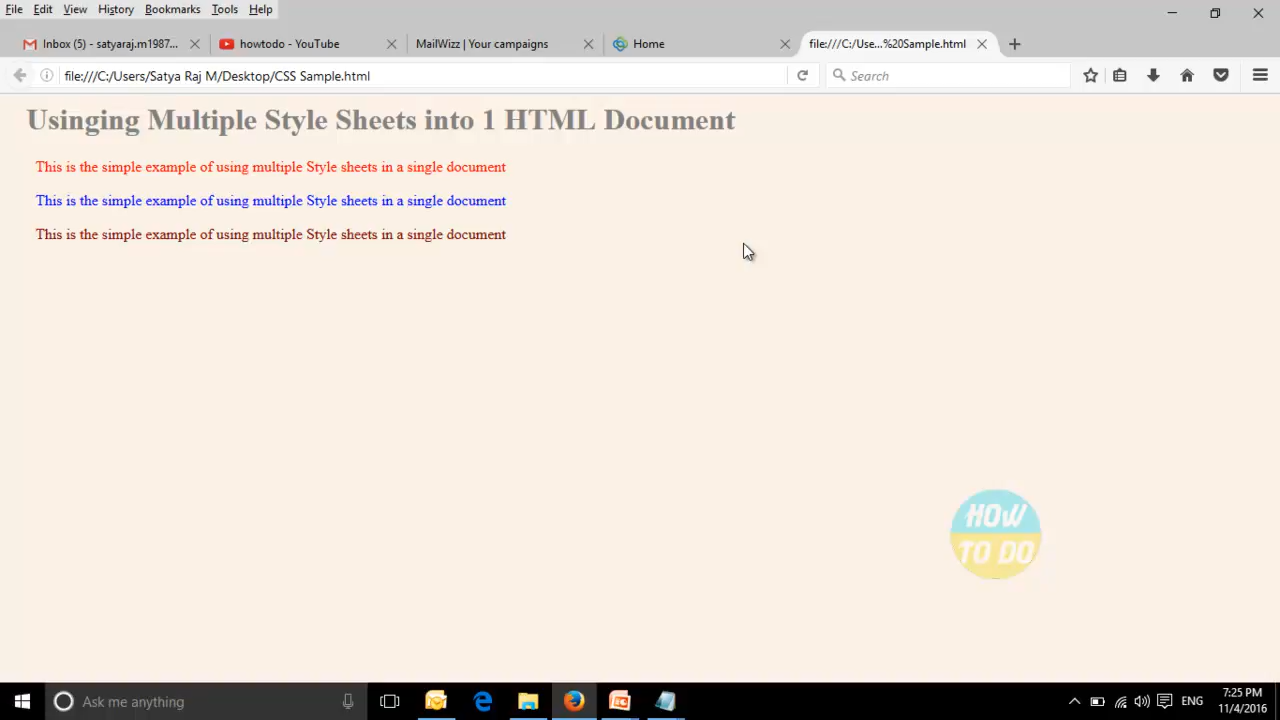 File Edit View History Bookmarks Tools Help
Inbox (5) - satyaraj.m1987... howtodo - YouTube MailWizz | Your campaigns Home file:///C:/Use...%20Sample.html
file:///C:/Users/Satya Raj M/Desktop/CSS Sample.html Search
Usinging Multiple Style Sheets into 1 HTML Document
This is the simple example of using multiple Style sheets in a single document
This is the simple example of using multiple Style sheets in a single document
This is the simple example of using multiple Style sheets in a single document
HOW
TO DO
Ask me anything ENG 7:25 PM
11/4/2016